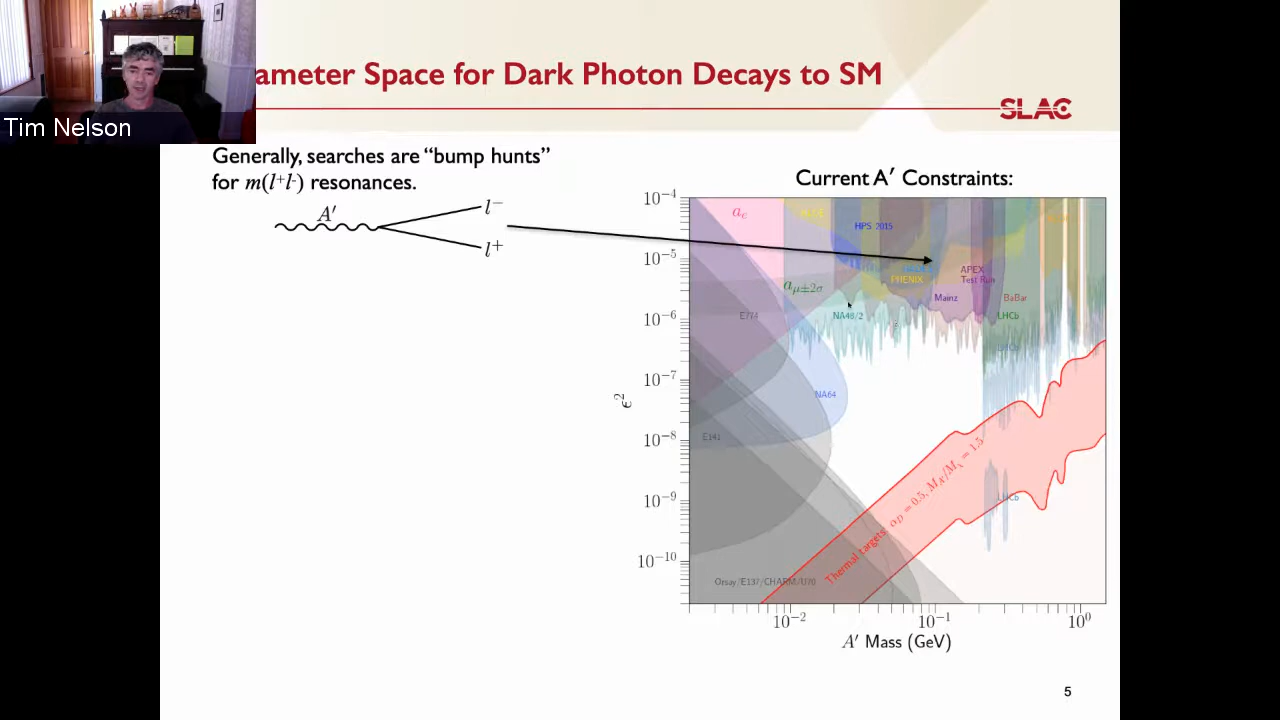 ameter Space for Dark Photon Decays to SM
SLAC
Tim Nelson
Generally, searches are “bump hunts”
for m(l⁺l⁻) resonances.
A′
l⁻
l⁺
Current A′ Constraints:
10⁻⁴
10⁻⁵
10⁻⁶
10⁻⁷
10⁻⁸
10⁻⁹
10⁻¹⁰
ϵ²
aₑ
HPS 2015
PHENIX
APEX
Test Run
aμ±2σ
Mainz
BaBar
E774
NA48/2
LHCb
LHCb
NA64
E141
LHCb
Thermal targets α_D = 0.5, M_A′/M_χ = 1.5
Orsay/E137/CHARM/U70
10⁻²
10⁻¹
10⁰
A′ Mass (GeV)
5